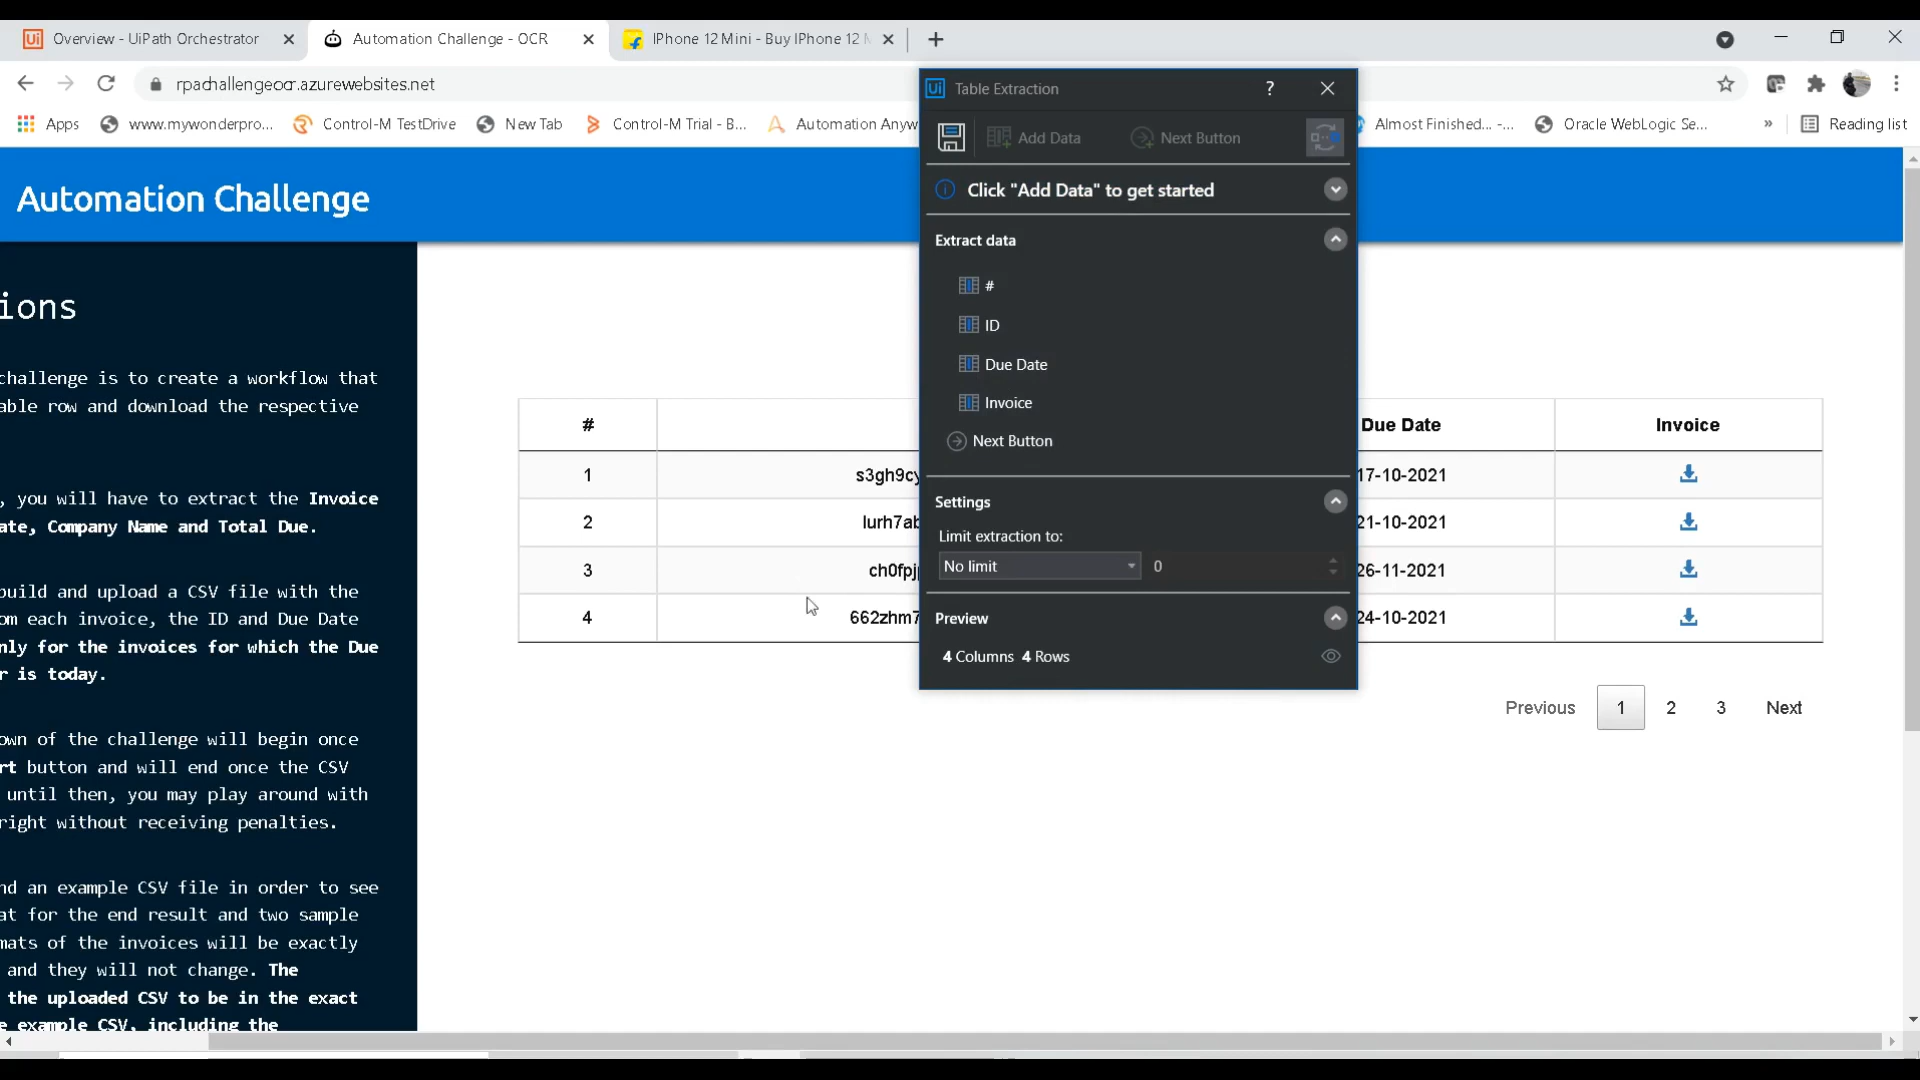 Overview - UiPath Orchestrator
Automation Challenge - OCR
IPhone 12 Mini - Buy IPhone 12 M
rpachallengeocr.azurewebsites.net
Apps
www.mywonderpro...
Control-M TestDrive
New Tab
Control-M Trial - B...
Automation Anyw
Almost Finished... -...
Oracle WebLogic Se...
»
Reading list
Automation Challenge
ions
challenge is to create a workflow that
able row and download the respective
, you will have to extract the Invoice
ate, Company Name and Total Due.
build and upload a CSV file with the
om each invoice, the ID and Due Date
nly for the invoices for which the Due
r is today.
own of the challenge will begin once
rt button and will end once the CSV
until then, you may play around with
right without receiving penalties.
nd an example CSV file in order to see
at for the end result and two sample
mats of the invoices will be exactly
and they will not change. The
the uploaded CSV to be in the exact
e example CSV, including the
Ui Table Extraction ?
Add Data Next Button
Click "Add Data" to get started
Extract data
#
ID
Due Date
Invoice
Next Button
Settings
Limit extraction to:
No limit 0
Preview
4 Columns 4 Rows
# Due Date Invoice
1 s3gh9cy 17-10-2021
2 lurh7ab 21-10-2021
3 ch0fpjp 26-11-2021
4 662zhm7 24-10-2021
Previous 1 2 3 Next